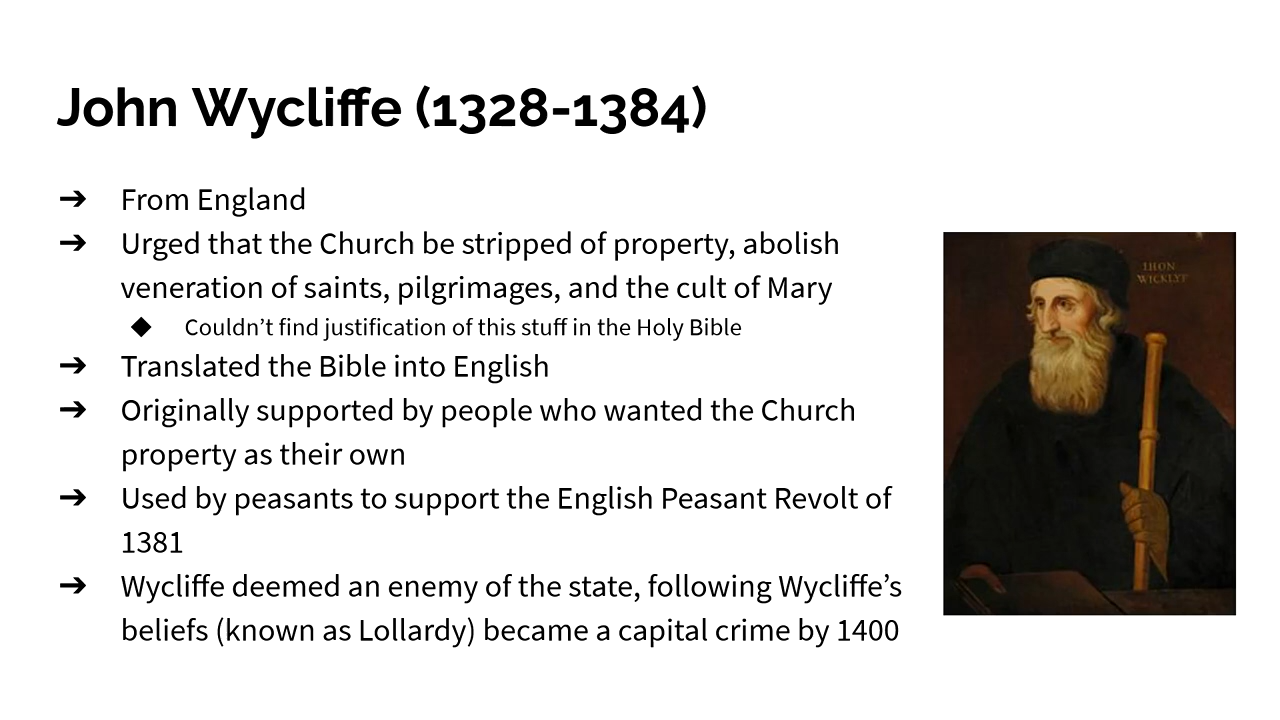 John Wycliffe (1328-1384)
➔ From England
➔ Urged that the Church be stripped of property, abolish
veneration of saints, pilgrimages, and the cult of Mary
◆ Couldn’t find justification of this stuff in the Holy Bible
➔ Translated the Bible into English
➔ Originally supported by people who wanted the Church
property as their own
➔ Used by peasants to support the English Peasant Revolt of
1381
➔ Wycliffe deemed an enemy of the state, following Wycliffe’s
beliefs (known as Lollardy) became a capital crime by 1400
IHON
WICKLYF